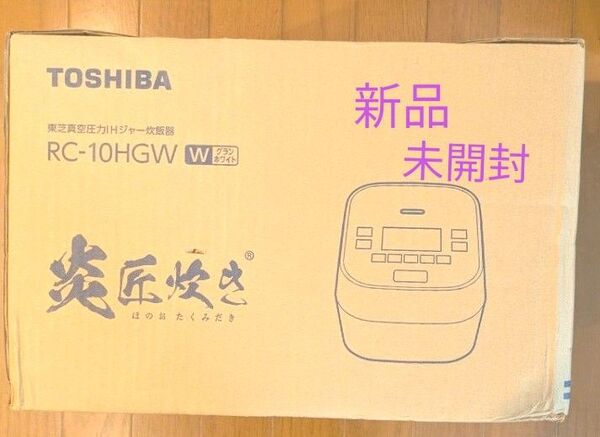 TOSHIBA
東芝真空圧力IHジャー炊飯器
RC-10HGW W グラン
ホワイト
新品
未開封
炎匠炊き®
ほのおたくみだき